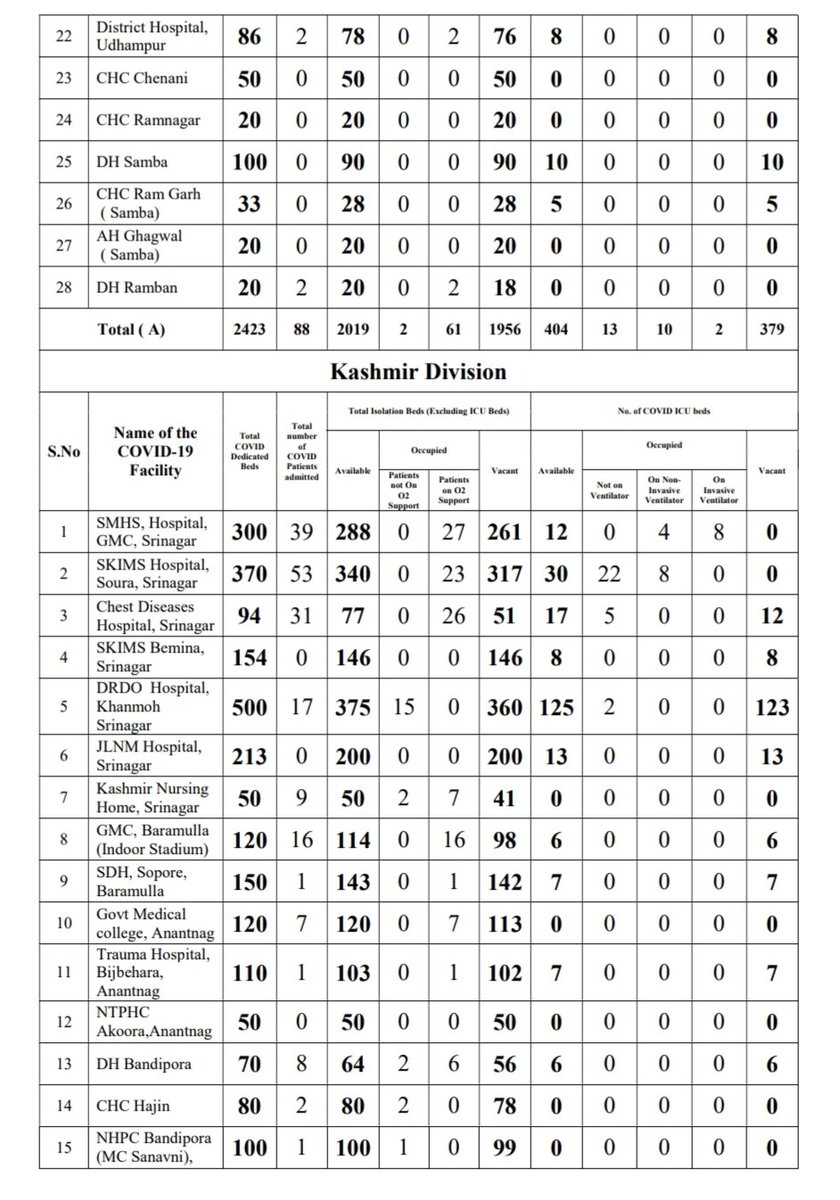 22 District Hospital, Udhampur 86 2 78 0 2 76 8 0 0 0 8
23 CHC Chenani 50 0 50 0 0 50 0 0 0 0 0
24 CHC Ramnagar 20 0 20 0 0 20 0 0 0 0 0
25 DH Samba 100 0 90 0 0 90 10 0 0 0 10
26 CHC Ram Garh ( Samba) 33 0 28 0 0 28 5 0 0 0 5
27 AH Ghagwal ( Samba) 20 0 20 0 0 20 0 0 0 0 0
28 DH Ramban 20 2 20 0 2 18 0 0 0 0 0
Total ( A) 2423 88 2019 2 61 1956 404 13 10 2 379
Kashmir Division
S.No
Name of the COVID-19 Facility
Total COVID Dedicated Beds
Total number of COVID Patients admitted
Total Isolation Beds (Excluding ICU Beds)
Available
Occupied
Patients not On O2 Support
Patients on O2 Support
Vacant
No. of COVID ICU beds
Available
Occupied
Not on Ventilator
On Non-Invasive Ventilator
On Invasive Ventilator
Vacant
1 SMHS, Hospital, GMC, Srinagar 300 39 288 0 27 261 12 0 4 8 0
2 SKIMS Hospital, Soura, Srinagar 370 53 340 0 23 317 30 22 8 0 0
3 Chest Diseases Hospital, Srinagar 94 31 77 0 26 51 17 5 0 0 12
4 SKIMS Bemina, Srinagar 154 0 146 0 0 146 8 0 0 0 8
5 DRDO Hospital, Khanmoh Srinagar 500 17 375 15 0 360 125 2 0 0 123
6 JLNM Hospital, Srinagar 213 0 200 0 0 200 13 0 0 0 13
7 Kashmir Nursing Home, Srinagar 50 9 50 2 7 41 0 0 0 0 0
8 GMC, Baramulla (Indoor Stadium) 120 16 114 0 16 98 6 0 0 0 6
9 SDH, Sopore, Baramulla 150 1 143 0 1 142 7 0 0 0 7
10 Govt Medical college, Anantnag 120 7 120 0 7 113 0 0 0 0 0
11 Trauma Hospital, Bijbehara, Anantnag 110 1 103 0 1 102 7 0 0 0 7
12 NTPHC Akoora,Anantnag 50 0 50 0 0 50 0 0 0 0 0
13 DH Bandipora 70 8 64 2 6 56 6 0 0 0 6
14 CHC Hajin 80 2 80 2 0 78 0 0 0 0 0
15 NHPC Bandipora (MC Sanavni), 100 1 100 1 0 99 0 0 0 0 0